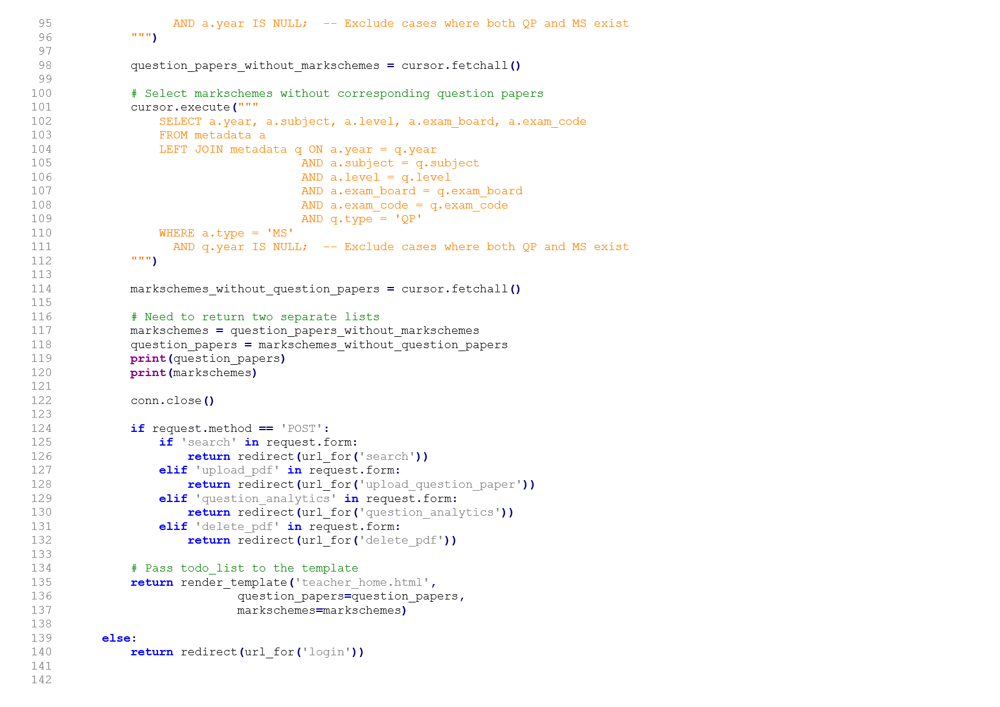 95                 AND a.year IS NULL;  -- Exclude cases where both QP and MS exist
96           """)
97
98           question_papers_without_markschemes = cursor.fetchall()
99
100           # Select markschemes without corresponding question papers
101           cursor.execute("""
102               SELECT a.year, a.subject, a.level, a.exam_board, a.exam_code
103               FROM metadata a
104               LEFT JOIN metadata q ON a.year = q.year
105                                   AND a.subject = q.subject
106                                   AND a.level = q.level
107                                   AND a.exam_board = q.exam_board
108                                   AND a.exam_code = q.exam_code
109                                   AND q.type = 'QP'
110               WHERE a.type = 'MS'
111                 AND q.year IS NULL;  -- Exclude cases where both QP and MS exist
112           """)
113
114           markschemes_without_question_papers = cursor.fetchall()
115
116           # Need to return two separate lists
117           markschemes = question_papers_without_markschemes
118           question_papers = markschemes_without_question_papers
119           print(question_papers)
120           print(markschemes)
121
122           conn.close()
123
124           if request.method == 'POST':
125               if 'search' in request.form:
126                   return redirect(url_for('search'))
127               elif 'upload_pdf' in request.form:
128                   return redirect(url_for('upload_question_paper'))
129               elif 'question_analytics' in request.form:
130                   return redirect(url_for('question_analytics'))
131               elif 'delete_pdf' in request.form:
132                   return redirect(url_for('delete_pdf'))
133
134           # Pass todo_list to the template
135           return render_template('teacher_home.html',
136                          question_papers=question_papers,
137                          markschemes=markschemes)
138
139       else:
140           return redirect(url_for('login'))
141
142